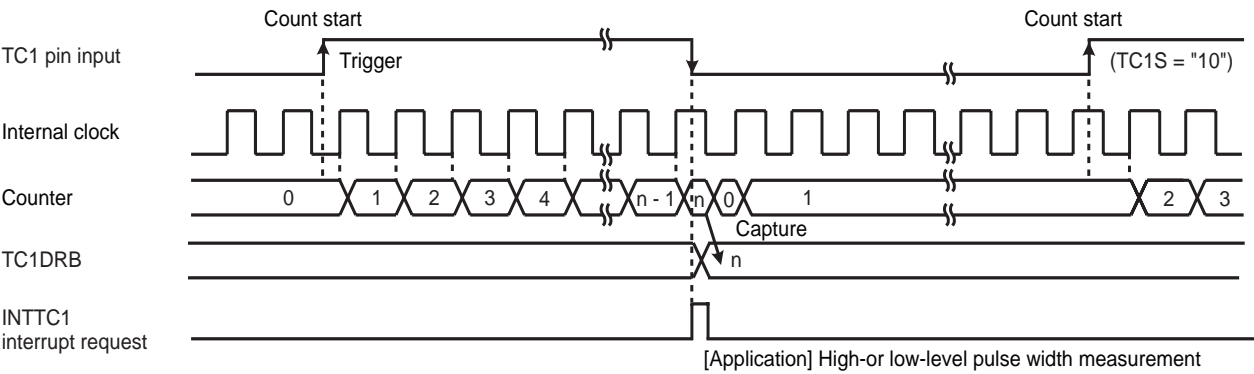 Count start Count start
TC1 pin input
Trigger (TC1S = "10")
Internal clock
Counter 0 1 2 3 4 n - 1 n 0 1 2 3
Capture
TC1DRB n
INTTC1
interrupt request
[Application] High-or low-level pulse width measurement